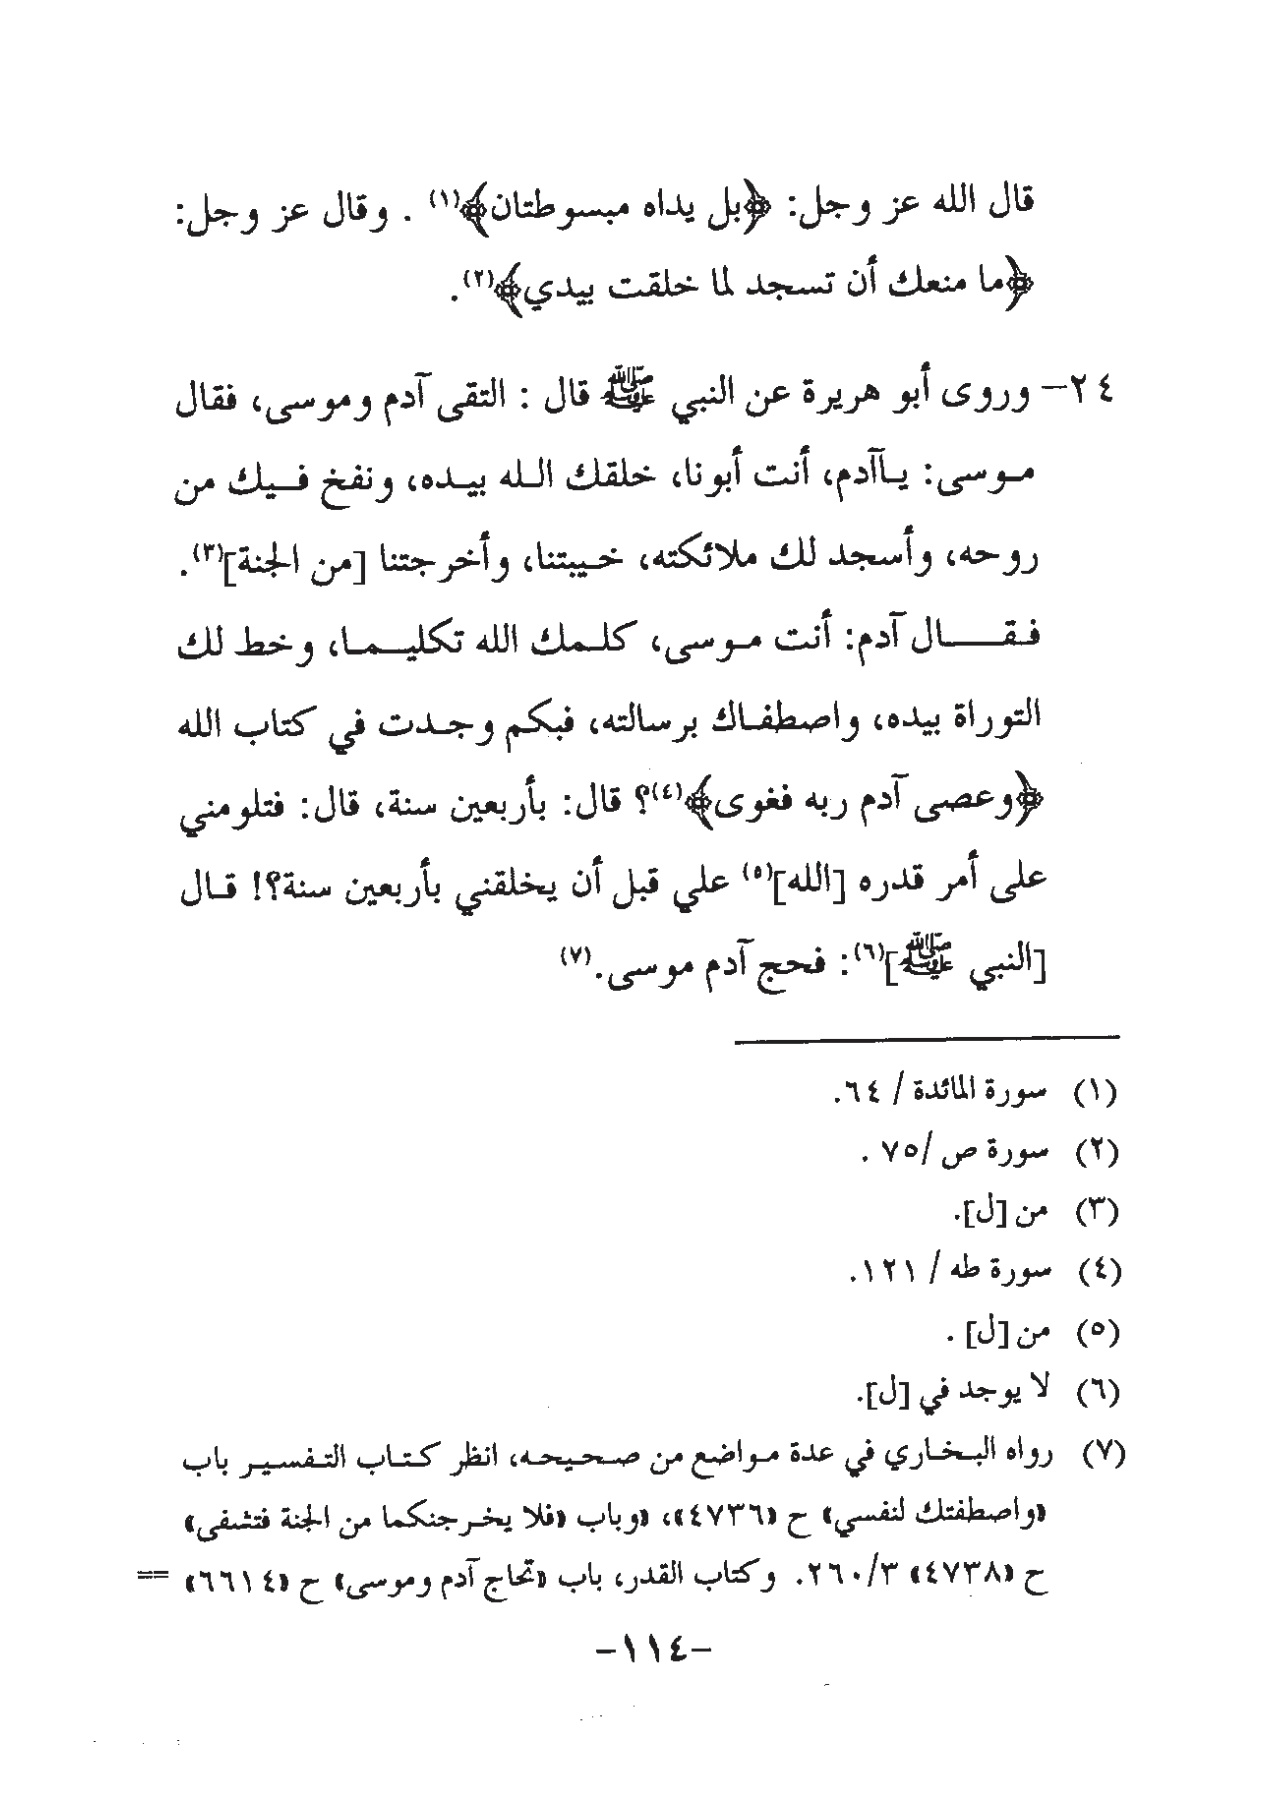 قال الله عز وجل: ﴿بل يداه مبسوطتان﴾(١) . وقال عز وجل:
﴿ما منعك أن تسجد لما خلقت بيدي﴾(٢).
٢٤- وروى أبو هريرة عن النبي ﷺ قال : التقى آدم وموسى، فقال
موسى: ياآدم، أنت أبونا، خلقك الله بيده، ونفخ فيك من
روحه، وأسجد لك ملائكته، خيبتنا، وأخرجتنا [من الجنة](٣).
فقال آدم: أنت موسى، كلمك الله تكليما، وخط لك
التوراة بيده، واصطفاك برسالته، فبكم وجدت في كتاب الله
﴿وعصى آدم ربه فغوى﴾(٤)؟ قال: بأربعين سنة، قال: فتلومني
على أمر قدره [الله](٥) علي قبل أن يخلقني بأربعين سنة؟! قال
[النبي ﷺ](٦): فحج آدم موسى.(٧)
(١) سورة المائدة / ٦٤.
(٢) سورة ص /٧٥ .
(٣) من [ل].
(٤) سورة طه / ١٢١.
(٥) من [ل] .
(٦) لا يوجد في [ل].
(٧) رواه البخاري في عدة مواضع من صحيحه، انظر كتاب التفسير باب
«واصطفتك لنفسي» ح «٤٧٣٦»، «وباب «فلا يخرجنكما من الجنة فتشفى»
ح «٤٧٣٨» ٢٦٠/٣. وكتاب القدر، باب «تحاج آدم وموسى» ح «٦٦١٤» ==
-١١٤-